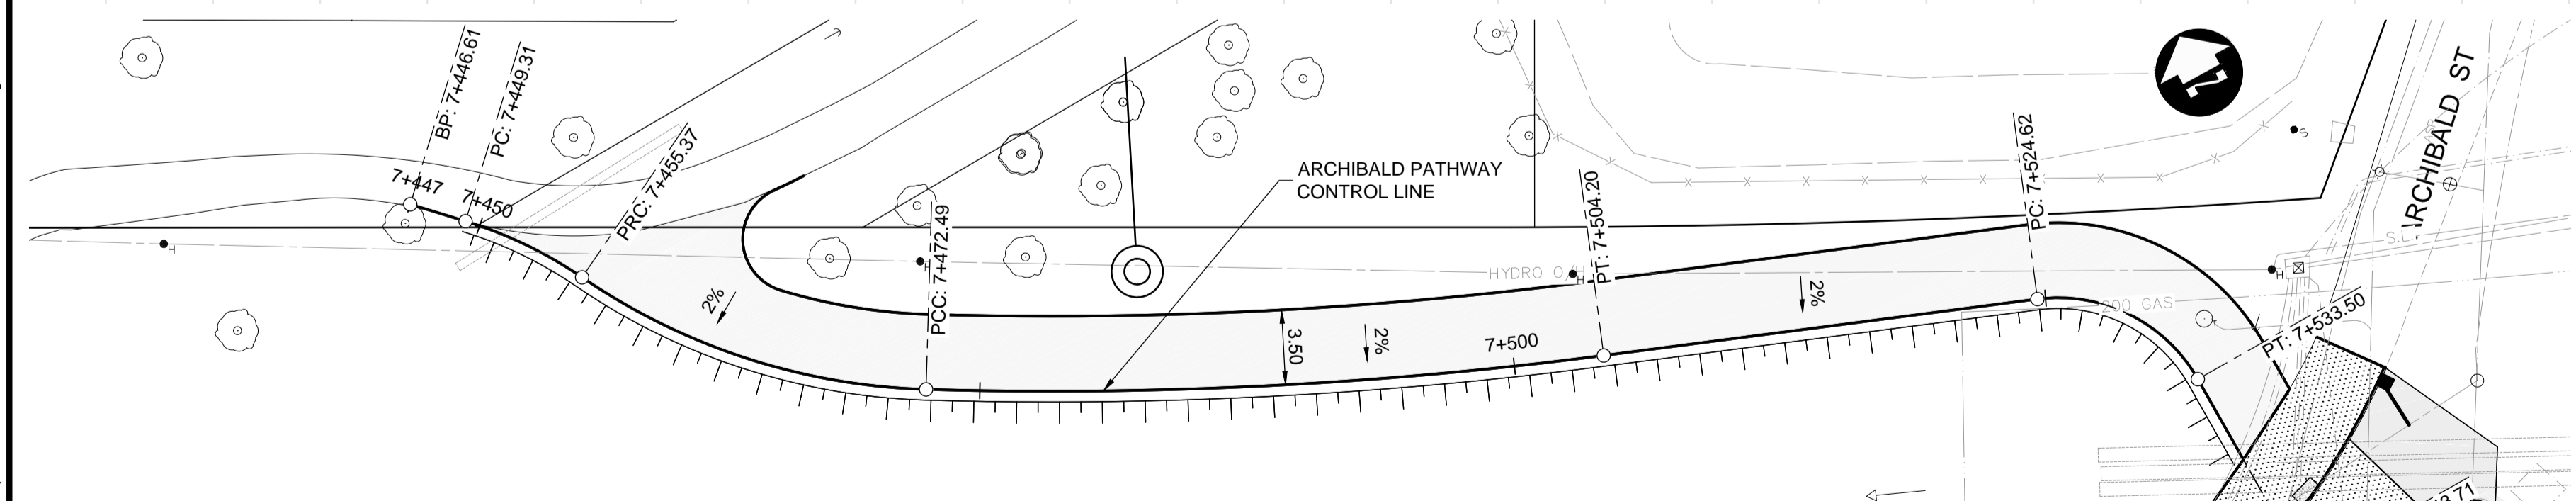 BP: 7+446.61
PC: 7+449.31
7+447
7+450
PRC: 7+455.37
2%
PCC: 7+472.49
H
H
ARCHIBALD PATHWAY
CONTROL LINE
3.50
2%
7+500
HYDRO O/H
H
PT: 7+504.20
2%
PC: 7+524.62
200 GAS
T
PT: 7+533.50
H
S
S.L.
ARCHIBALD ST